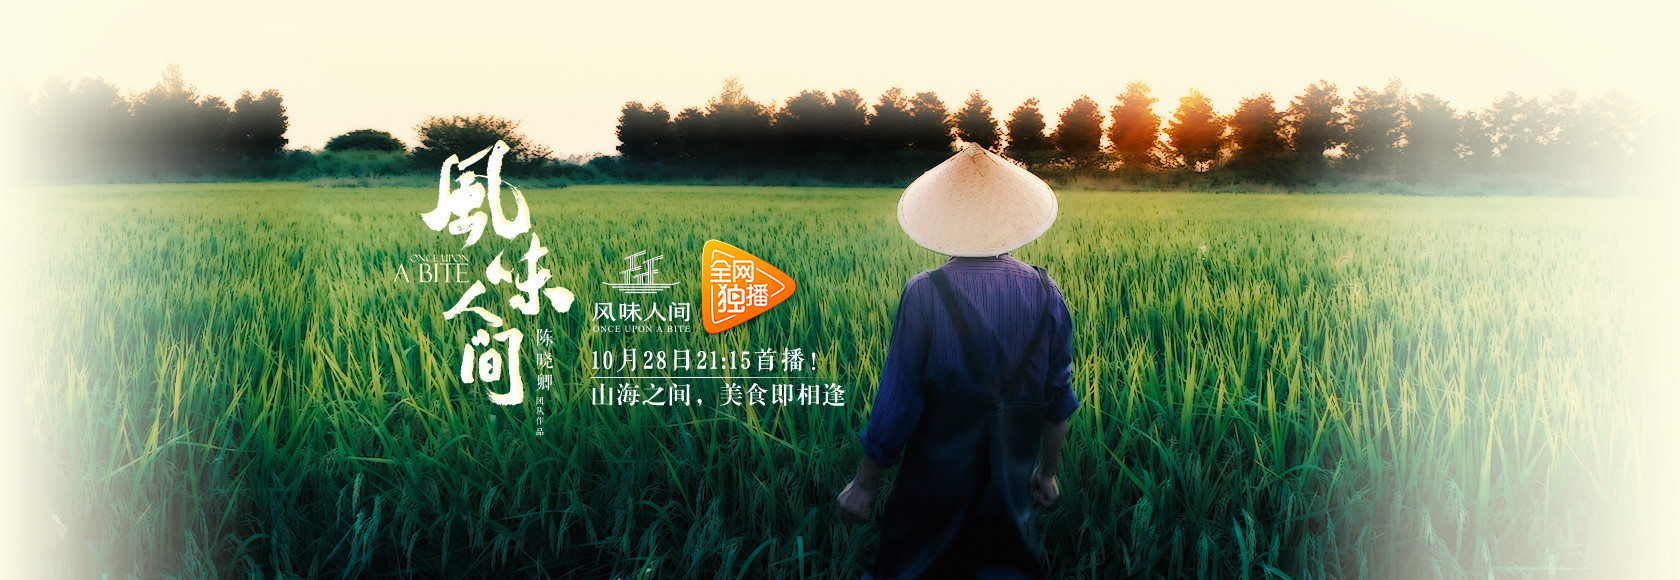 風味人间
ONCE UPON
A BITE
陈晓卿团队作品
风味人间
ONCE UPON A BITE
全网
独播
10月28日21:15首播！
山海之间，美食即相逢